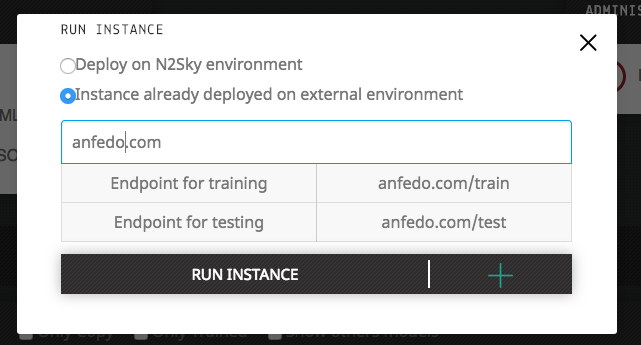 ADMINIS
RUN INSTANCE
Deploy on N2Sky environment
Instance already deployed on external environment
ML
SO
anfedo.com
Endpoint for training anfedo.com/train
Endpoint for testing anfedo.com/test
RUN INSTANCE
Only Copy Only Trained Show others models